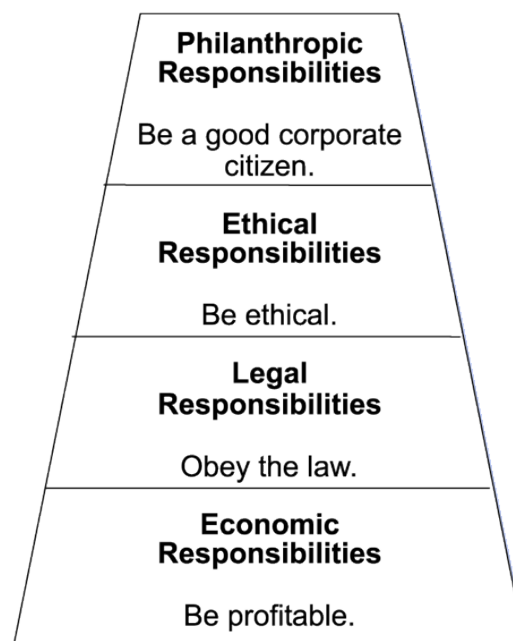 Philanthropic
Responsibilities
Be a good corporate
citizen.
Ethical
Responsibilities
Be ethical.
Legal
Responsibilities
Obey the law.
Economic
Responsibilities
Be profitable.